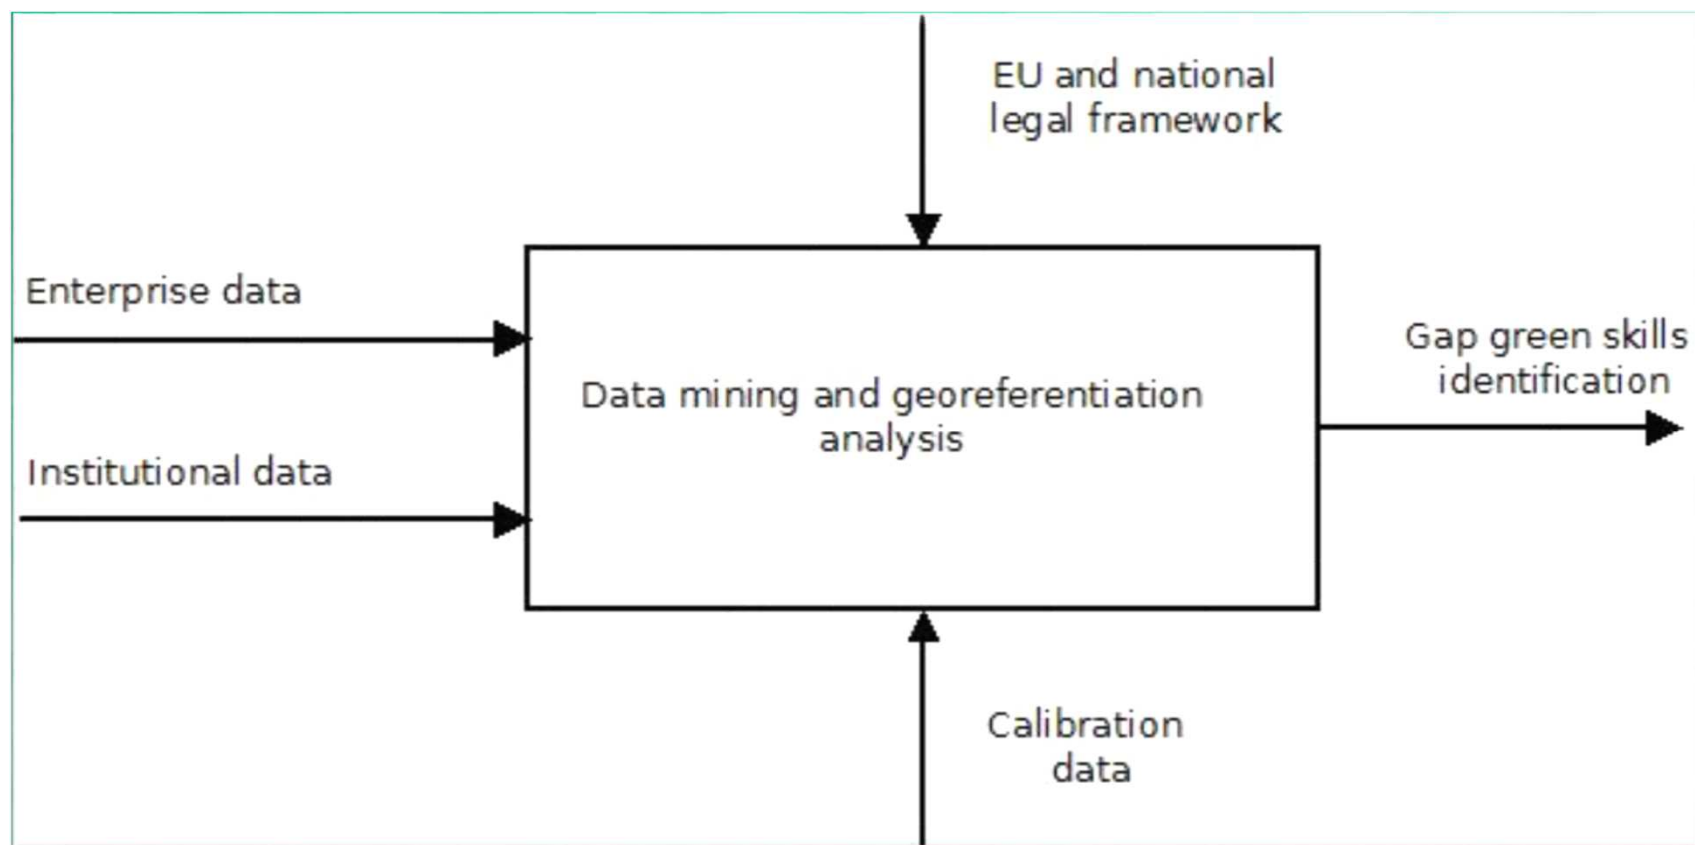 EU and national
legal framework
Enterprise data
Gap green skills
identification
Data mining and georeferentiation
analysis
Institutional data
Calibration
data